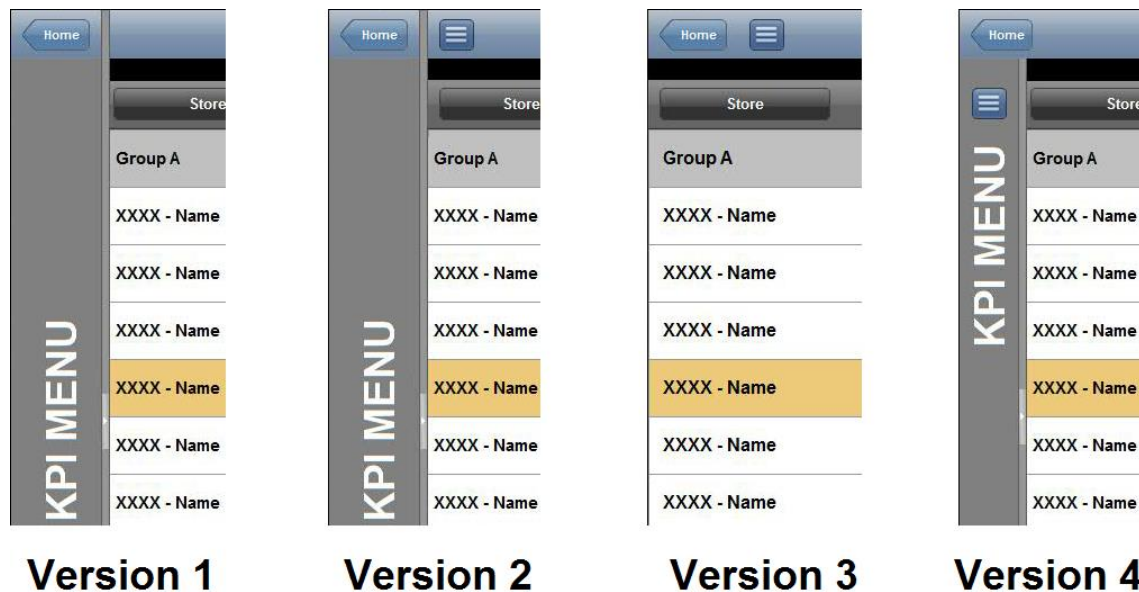 Home
Store
Group A
XXXX - Name
XXXX - Name
XXXX - Name
XXXX - Name
XXXX - Name
XXXX - Name
KPI MENU
Version 1
Home
Store
Group A
XXXX - Name
XXXX - Name
XXXX - Name
XXXX - Name
XXXX - Name
XXXX - Name
KPI MENU
Version 2
Home
Store
Group A
XXXX - Name
XXXX - Name
XXXX - Name
XXXX - Name
XXXX - Name
XXXX - Name
Version 3
Home
Store
Group A
XXXX - Name
XXXX - Name
XXXX - Name
XXXX - Name
XXXX - Name
XXXX - Name
KPI MENU
Version 4